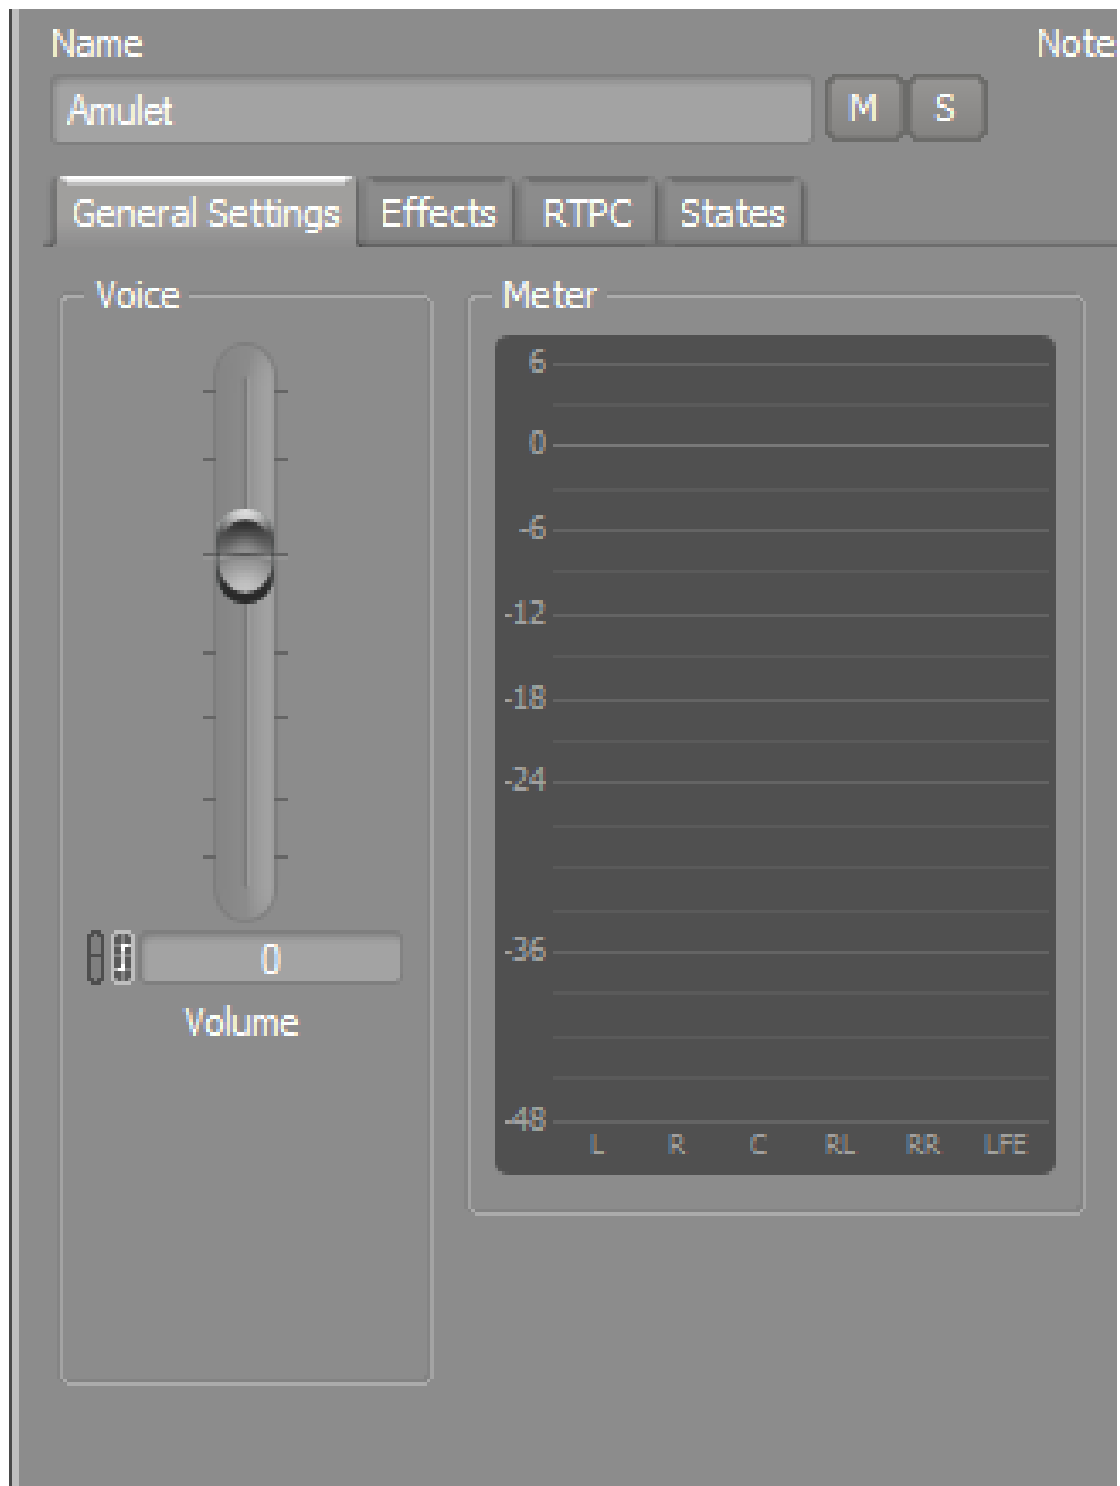 Name
Note
Amulet
M
S
General Settings
Effects
RTPC
States
Voice
0
Volume
Meter
6
0
-6
-12
-18
-24
-36
-48
L
R
C
RL
RR
LFE